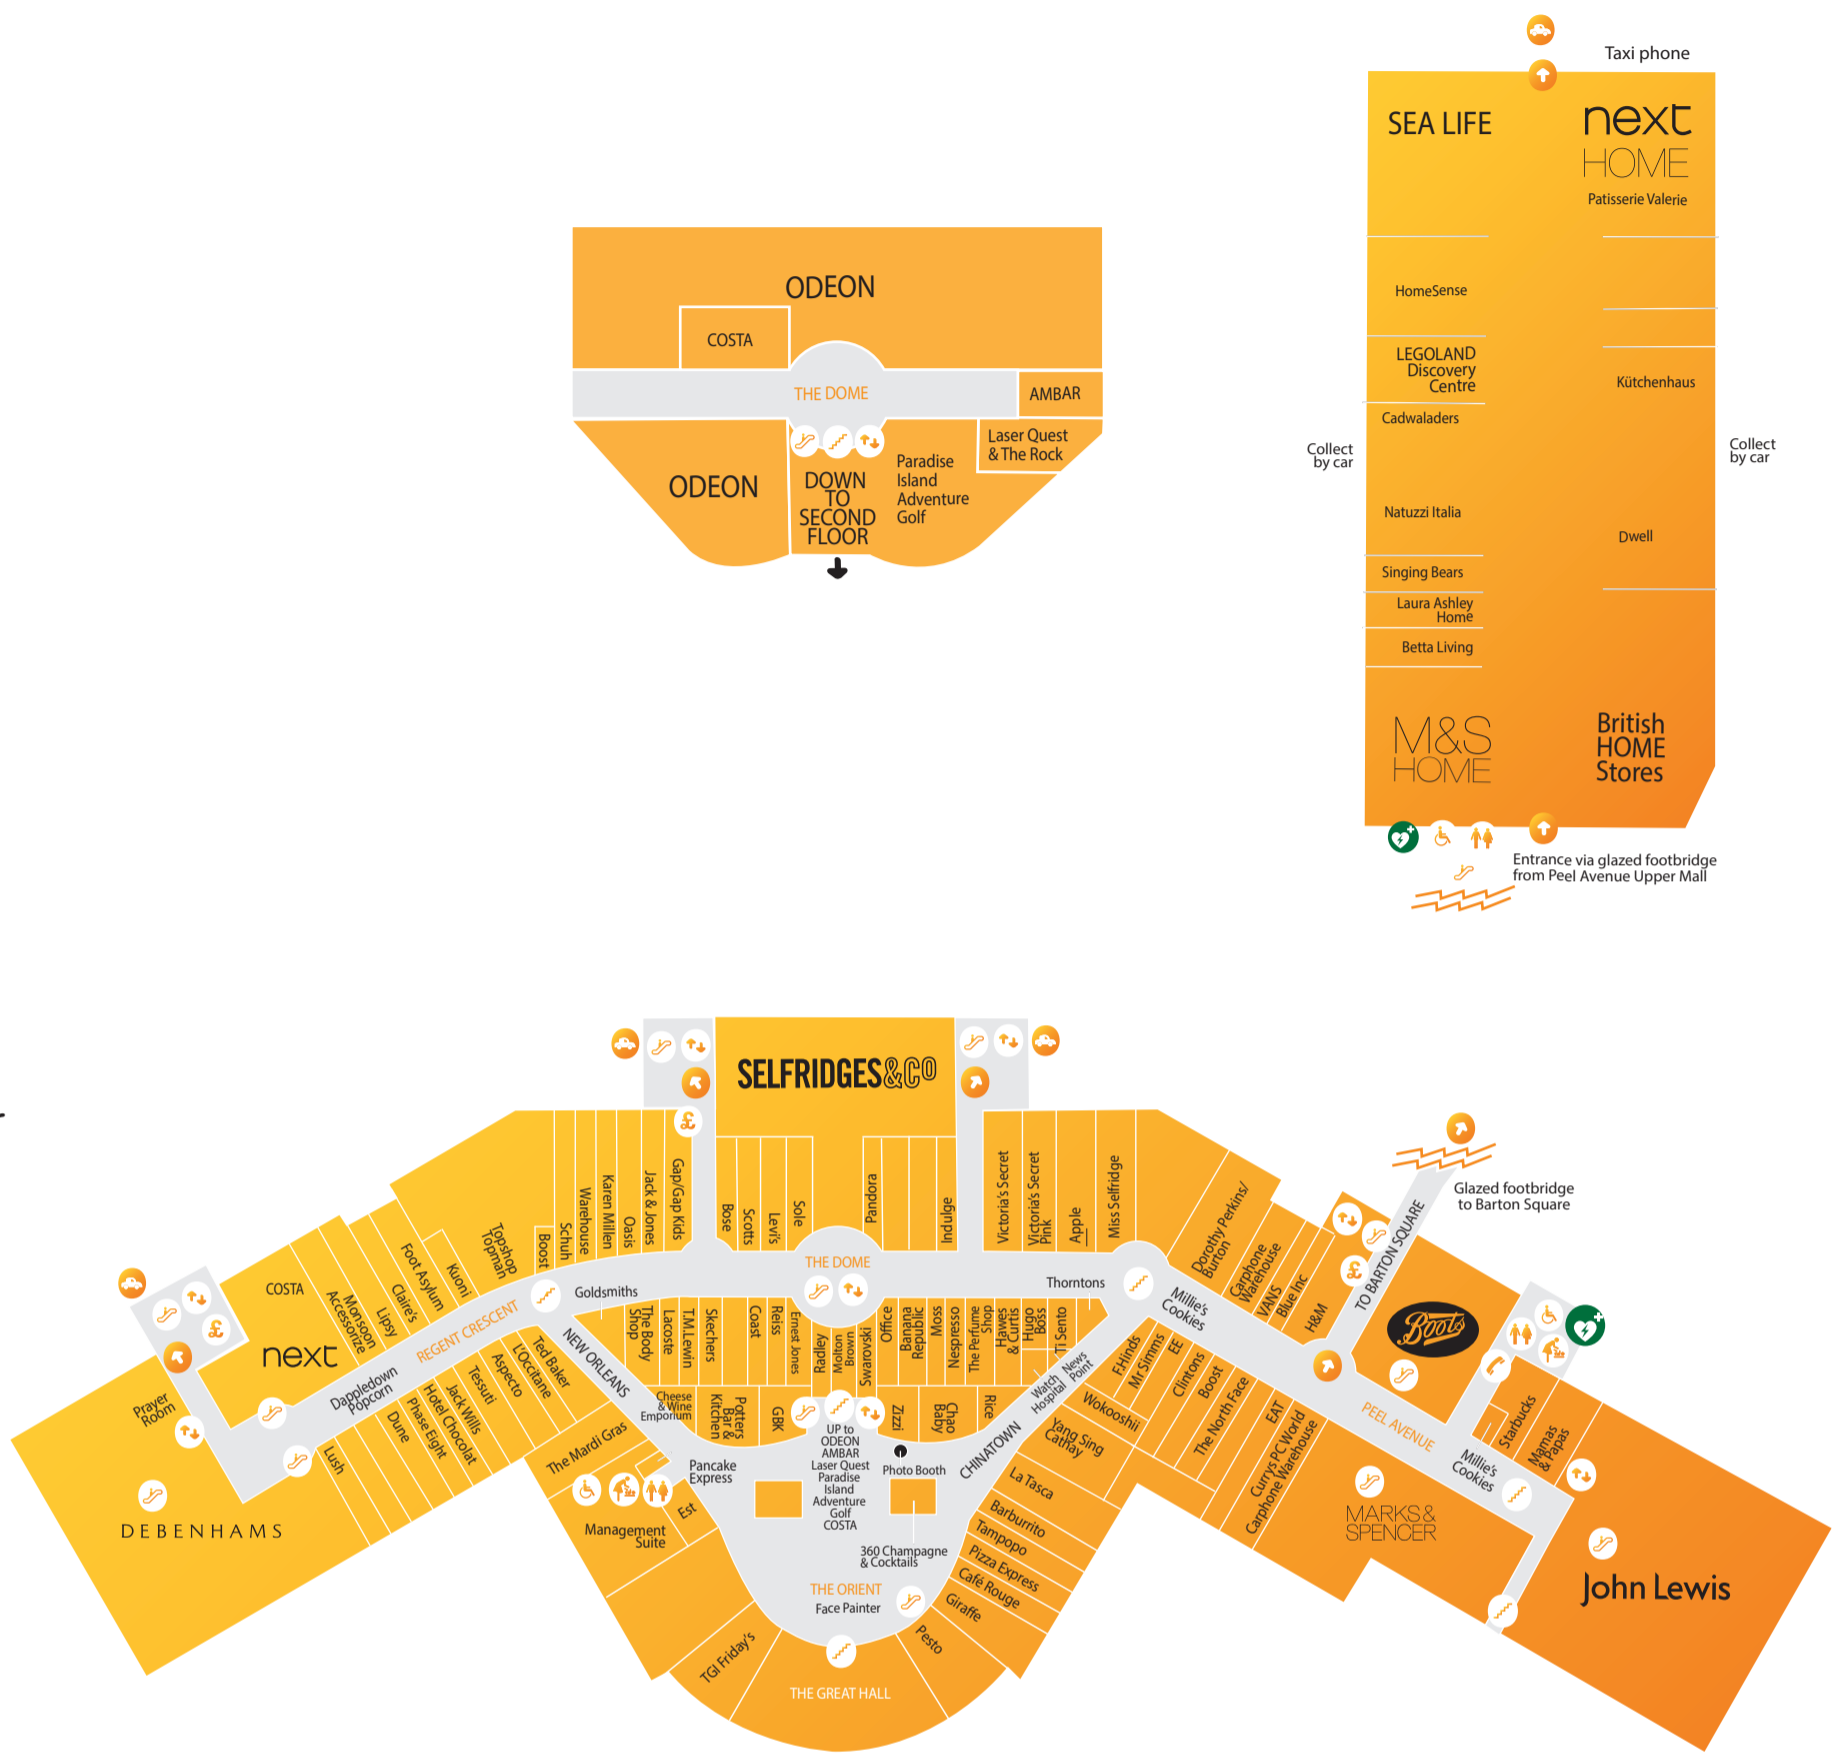 Taxi phone
SEA LIFE
next
HOME
Patisserie Valerie
HomeSense
LEGOLAND
Discovery
Centre
Kütchenhaus
Cadwaladers
Collect
by car
Collect
by car
Natuzzi Italia
Dwell
Singing Bears
Laura Ashley
Home
Betta Living
M&S
HOME
British
HOME
Stores
Entrance via glazed footbridge
from Peel Avenue Upper Mall
ODEON
COSTA
THE DOME
AMBAR
Laser Quest
& The Rock
Paradise
Island
Adventure
Golf
ODEON
DOWN
TO
SECOND
FLOOR
SELFRIDGES&CO
£
Glazed footbridge
to Barton Square
TO BARTON SQUARE
£
COSTA
next
Monsoon
Accessorize
Lipsy
Claire's
Foot Asylum
Kuoni
Topshop
Topman
Boost
Schuh
Warehouse
Karen Millen
Oasis
Jack & Jones
Gap/Gap Kids
Bose
Scotts
Levi's
Sole
Pandora
Indulge
Victoria's Secret
Victoria's Secret
Pink
Apple
Miss Selfridge
Dorothy Perkins/
Burton
Carphone
Warehouse
VANS
Blue Inc
H&M
£
Boots
Starbucks
Mamas
& Papas
THE DOME
Goldsmiths
Thorntons
Millie's
Cookies
REGENT CRESCENT
Dappledown
Popcorn
Prayer
Room
DEBENHAMS
Lush
Dune
Phase Eight
Hotel Chocolat
Jack Wills
Tessuti
Aspecto
L'Occitane
Ted Baker
NEW ORLEANS
The Body
Shop
Lacoste
T.M.Lewin
Skechers
Coast
Reiss
Ernest Jones
Radley
Molton
Brown
Swarovski
Office
Banana
Republic
Moss
Nespresso
The Perfume
Shop
Hawes
& Curtis
Hugo
Boss
Ti Sento
News
Point
Watch
Hospital
Cheese
& Wine
Emporium
Potters
Bar &
Kitchen
GBK
Zizzi
Chao
Baby
Rice
CHINATOWN
F.Hinds
Mr Simms
EE
Clintons
Boost
The North Face
EAT
Currys PC World
Carphone Warehouse
PEEL AVENUE
Millie's
Cookies
MARKS &
SPENCER
John Lewis
The Mardi Gras
Pancake
Express
Est
Management
Suite
UP to
ODEON
AMBAR
Laser Quest
Paradise
Island
Adventure
Golf
COSTA
Photo Booth
360 Champagne
& Cocktails
Wokooshii
Yang Sing
Cathay
La Tasca
Barburrito
Tampopo
Pizza Express
Café Rouge
Giraffe
Pesto
THE ORIENT
Face Painter
TGI Friday's
THE GREAT HALL